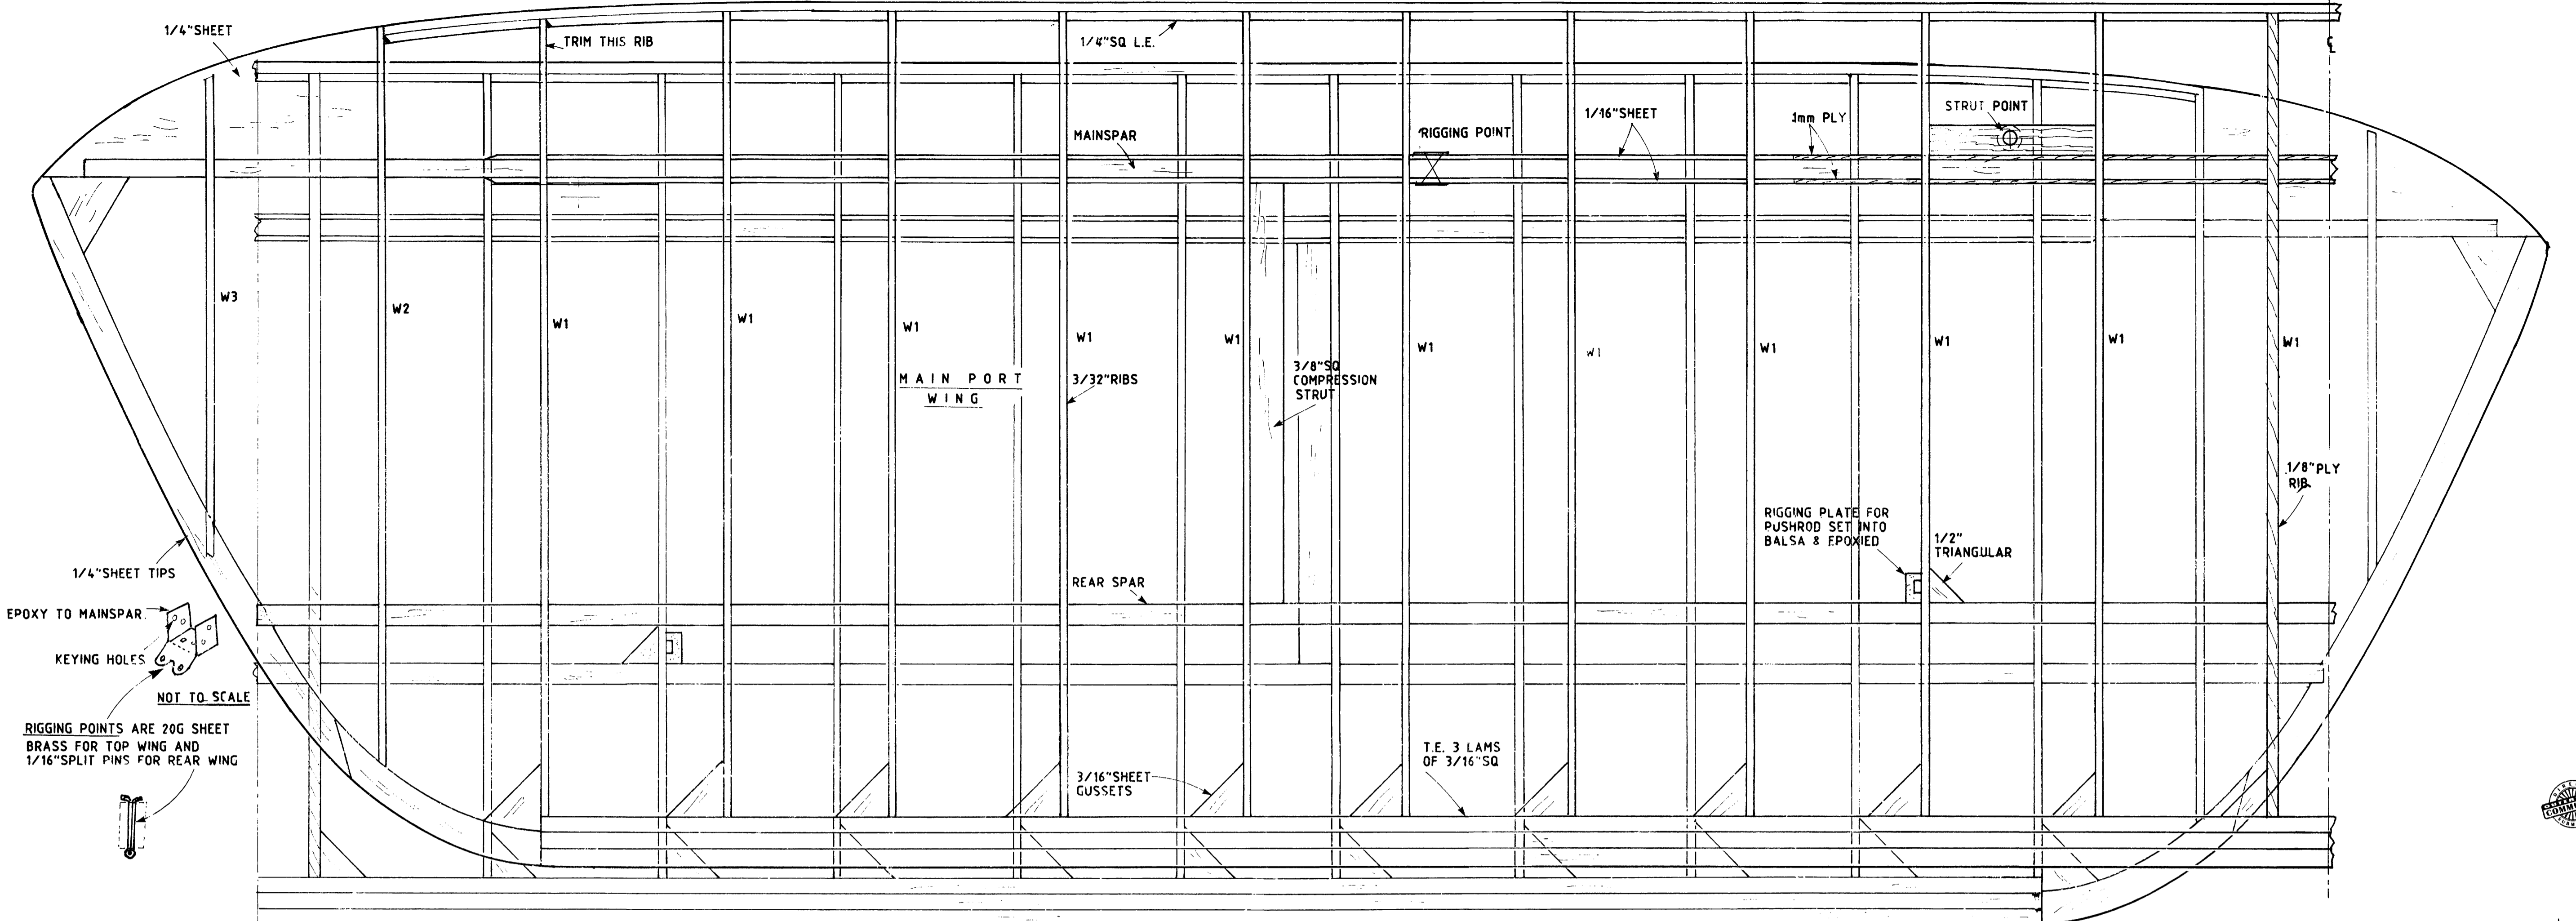 1/4"SHEET
TRIM THIS RIB
1/4"SQ L.E.
MAINSPAR
RIGGING POINT
1/16"SHEET
1mm PLY
STRUT POINT
W3
W2
W1
W1
W1
W1
W1
W1
W1
W1
W1
W1
W1
MAIN PORT
WING
3/32"RIBS
3/8"SQ
COMPRESSION
STRUT
1/8"PLY
RIB
RIGGING PLATE FOR
PUSHROD SET INTO
BALSA & EPOXIED
1/2"
TRIANGULAR
1/4"SHEET TIPS
REAR SPAR
EPOXY TO MAINSPAR
KEYING HOLES
NOT TO SCALE
RIGGING POINTS ARE 20G SHEET
BRASS FOR TOP WING AND
1/16"SPLIT PINS FOR REAR WING
3/16"SHEET
GUSSETS
T.E. 3 LAMS
OF 3/16"SQ